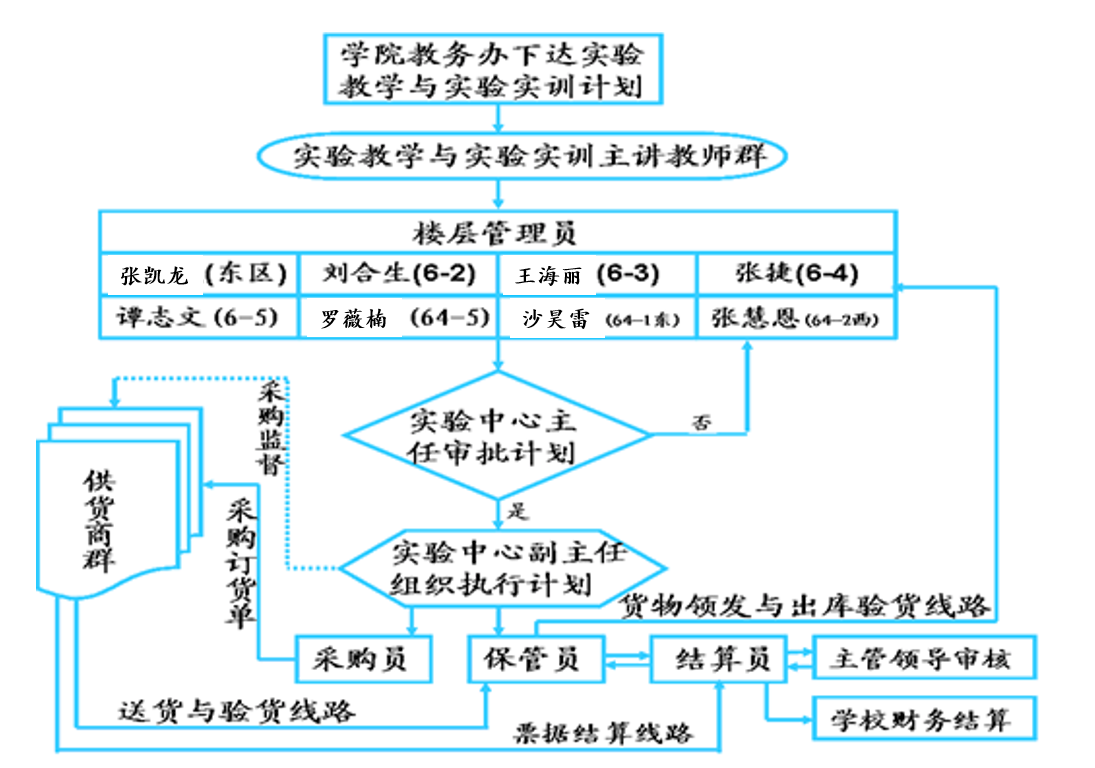 学院教务办下达实验
教学与实验实训计划
实验教学与实验实训主讲教师群
楼层管理员
张凯龙 (东区)
刘合生(6-2)
王海丽 (6-3)
张捷(6-4)
谭志文(6-5)
罗薇楠 (64-5)
沙昊雷 (64-1东)
张慧恩(64-2西)
实验中心主
任审批计划
否
是
采购监督
供货商群
采购订货单
实验中心副主任
组织执行计划
货物领发与出库验货线路
采购员
保管员
结算员
主管领导审核
学校财务结算
送货与验货线路
票据结算线路